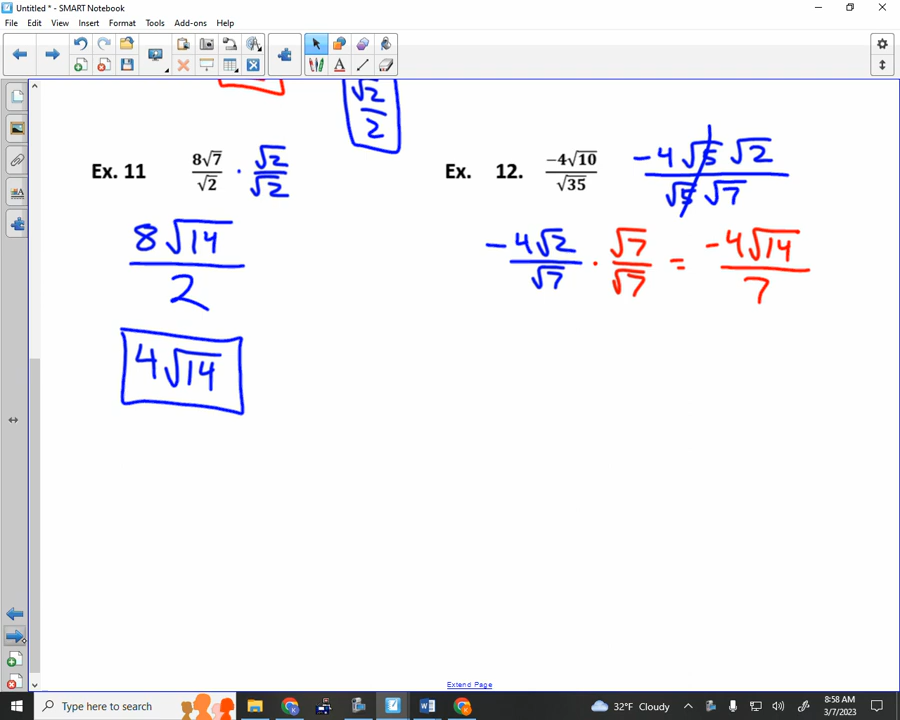 Untitled * - SMART Notebook
File Edit View Insert Format Tools Add-ons Help
√2/2
Ex. 11 8√7/√2 · √2/√2
8√14/2
4√14
Ex. 12. -4√10/√35 -4√5√2/√5√7
-4√2/√7 · √7/√7 = -4√14/7
Extend Page
Type here to search
32°F Cloudy
8:58 AM
3/7/2023